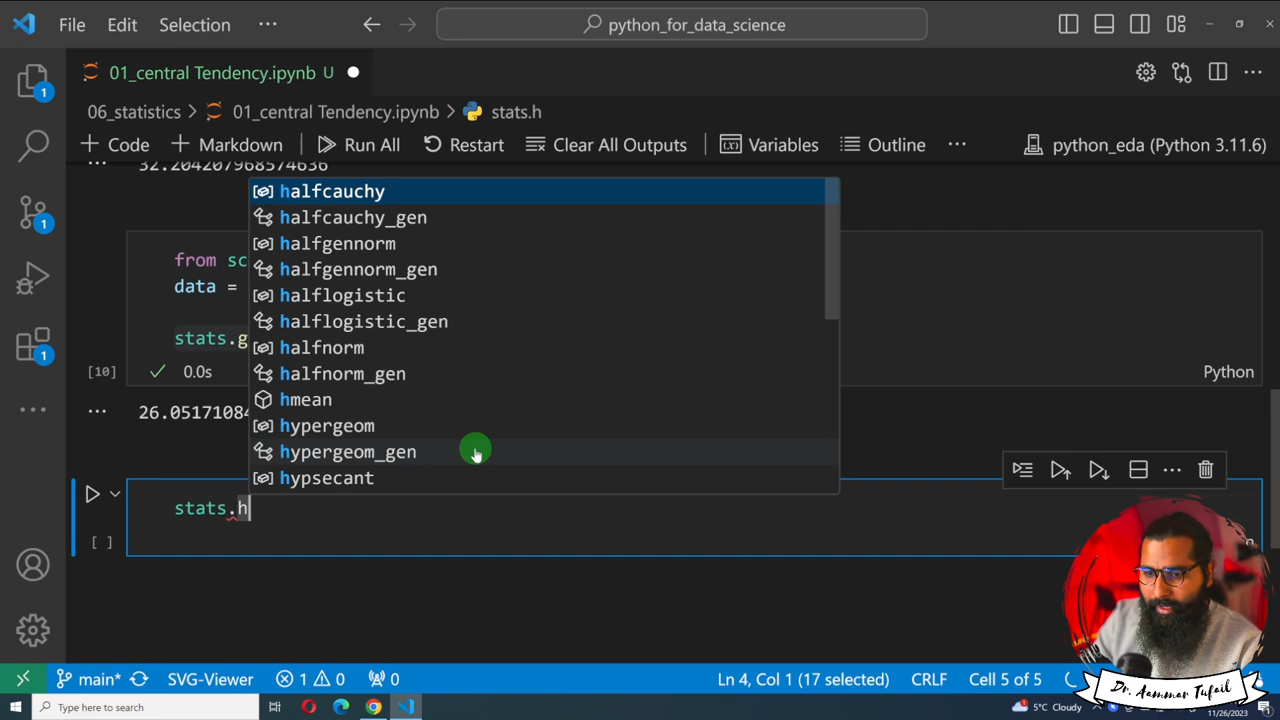 File Edit Selection ··· python_for_data_science
01_central Tendency.ipynb U
06_statistics > 01_central Tendency.ipynb > stats.h
+ Code + Markdown Run All Restart Clear All Outputs Variables Outline ··· python_eda (Python 3.11.6)
32.204207968574636
halfcauchy
halfcauchy_gen
halfgennorm
halfgennorm_gen
halflogistic
halflogistic_gen
halfnorm
halfnorm_gen
hmean
hypergeom
hypergeom_gen
hypsecant
from sc
data =
stats.g
[10] 0.0s Python
26.05171084
stats.h
[ ]
main* SVG-Viewer 1 0 0 Ln 4, Col 1 (17 selected) CRLF Cell 5 of 5
Dr. Aammar Tufail
Type here to search 5°C Cloudy 11/26/2023